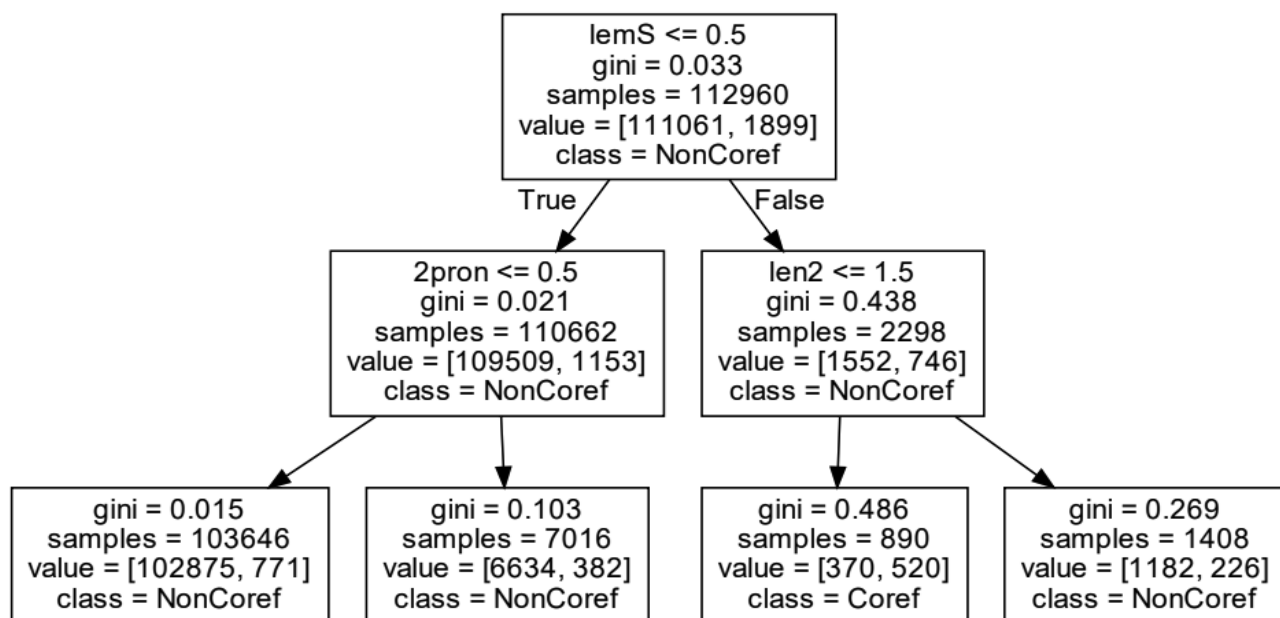 lemS <= 0.5
gini = 0.033
samples = 112960
value = [111061, 1899]
class = NonCoref
True
False
2pron <= 0.5
gini = 0.021
samples = 110662
value = [109509, 1153]
class = NonCoref
len2 <= 1.5
gini = 0.438
samples = 2298
value = [1552, 746]
class = NonCoref
gini = 0.015
samples = 103646
value = [102875, 771]
class = NonCoref
gini = 0.103
samples = 7016
value = [6634, 382]
class = NonCoref
gini = 0.486
samples = 890
value = [370, 520]
class = Coref
gini = 0.269
samples = 1408
value = [1182, 226]
class = NonCoref